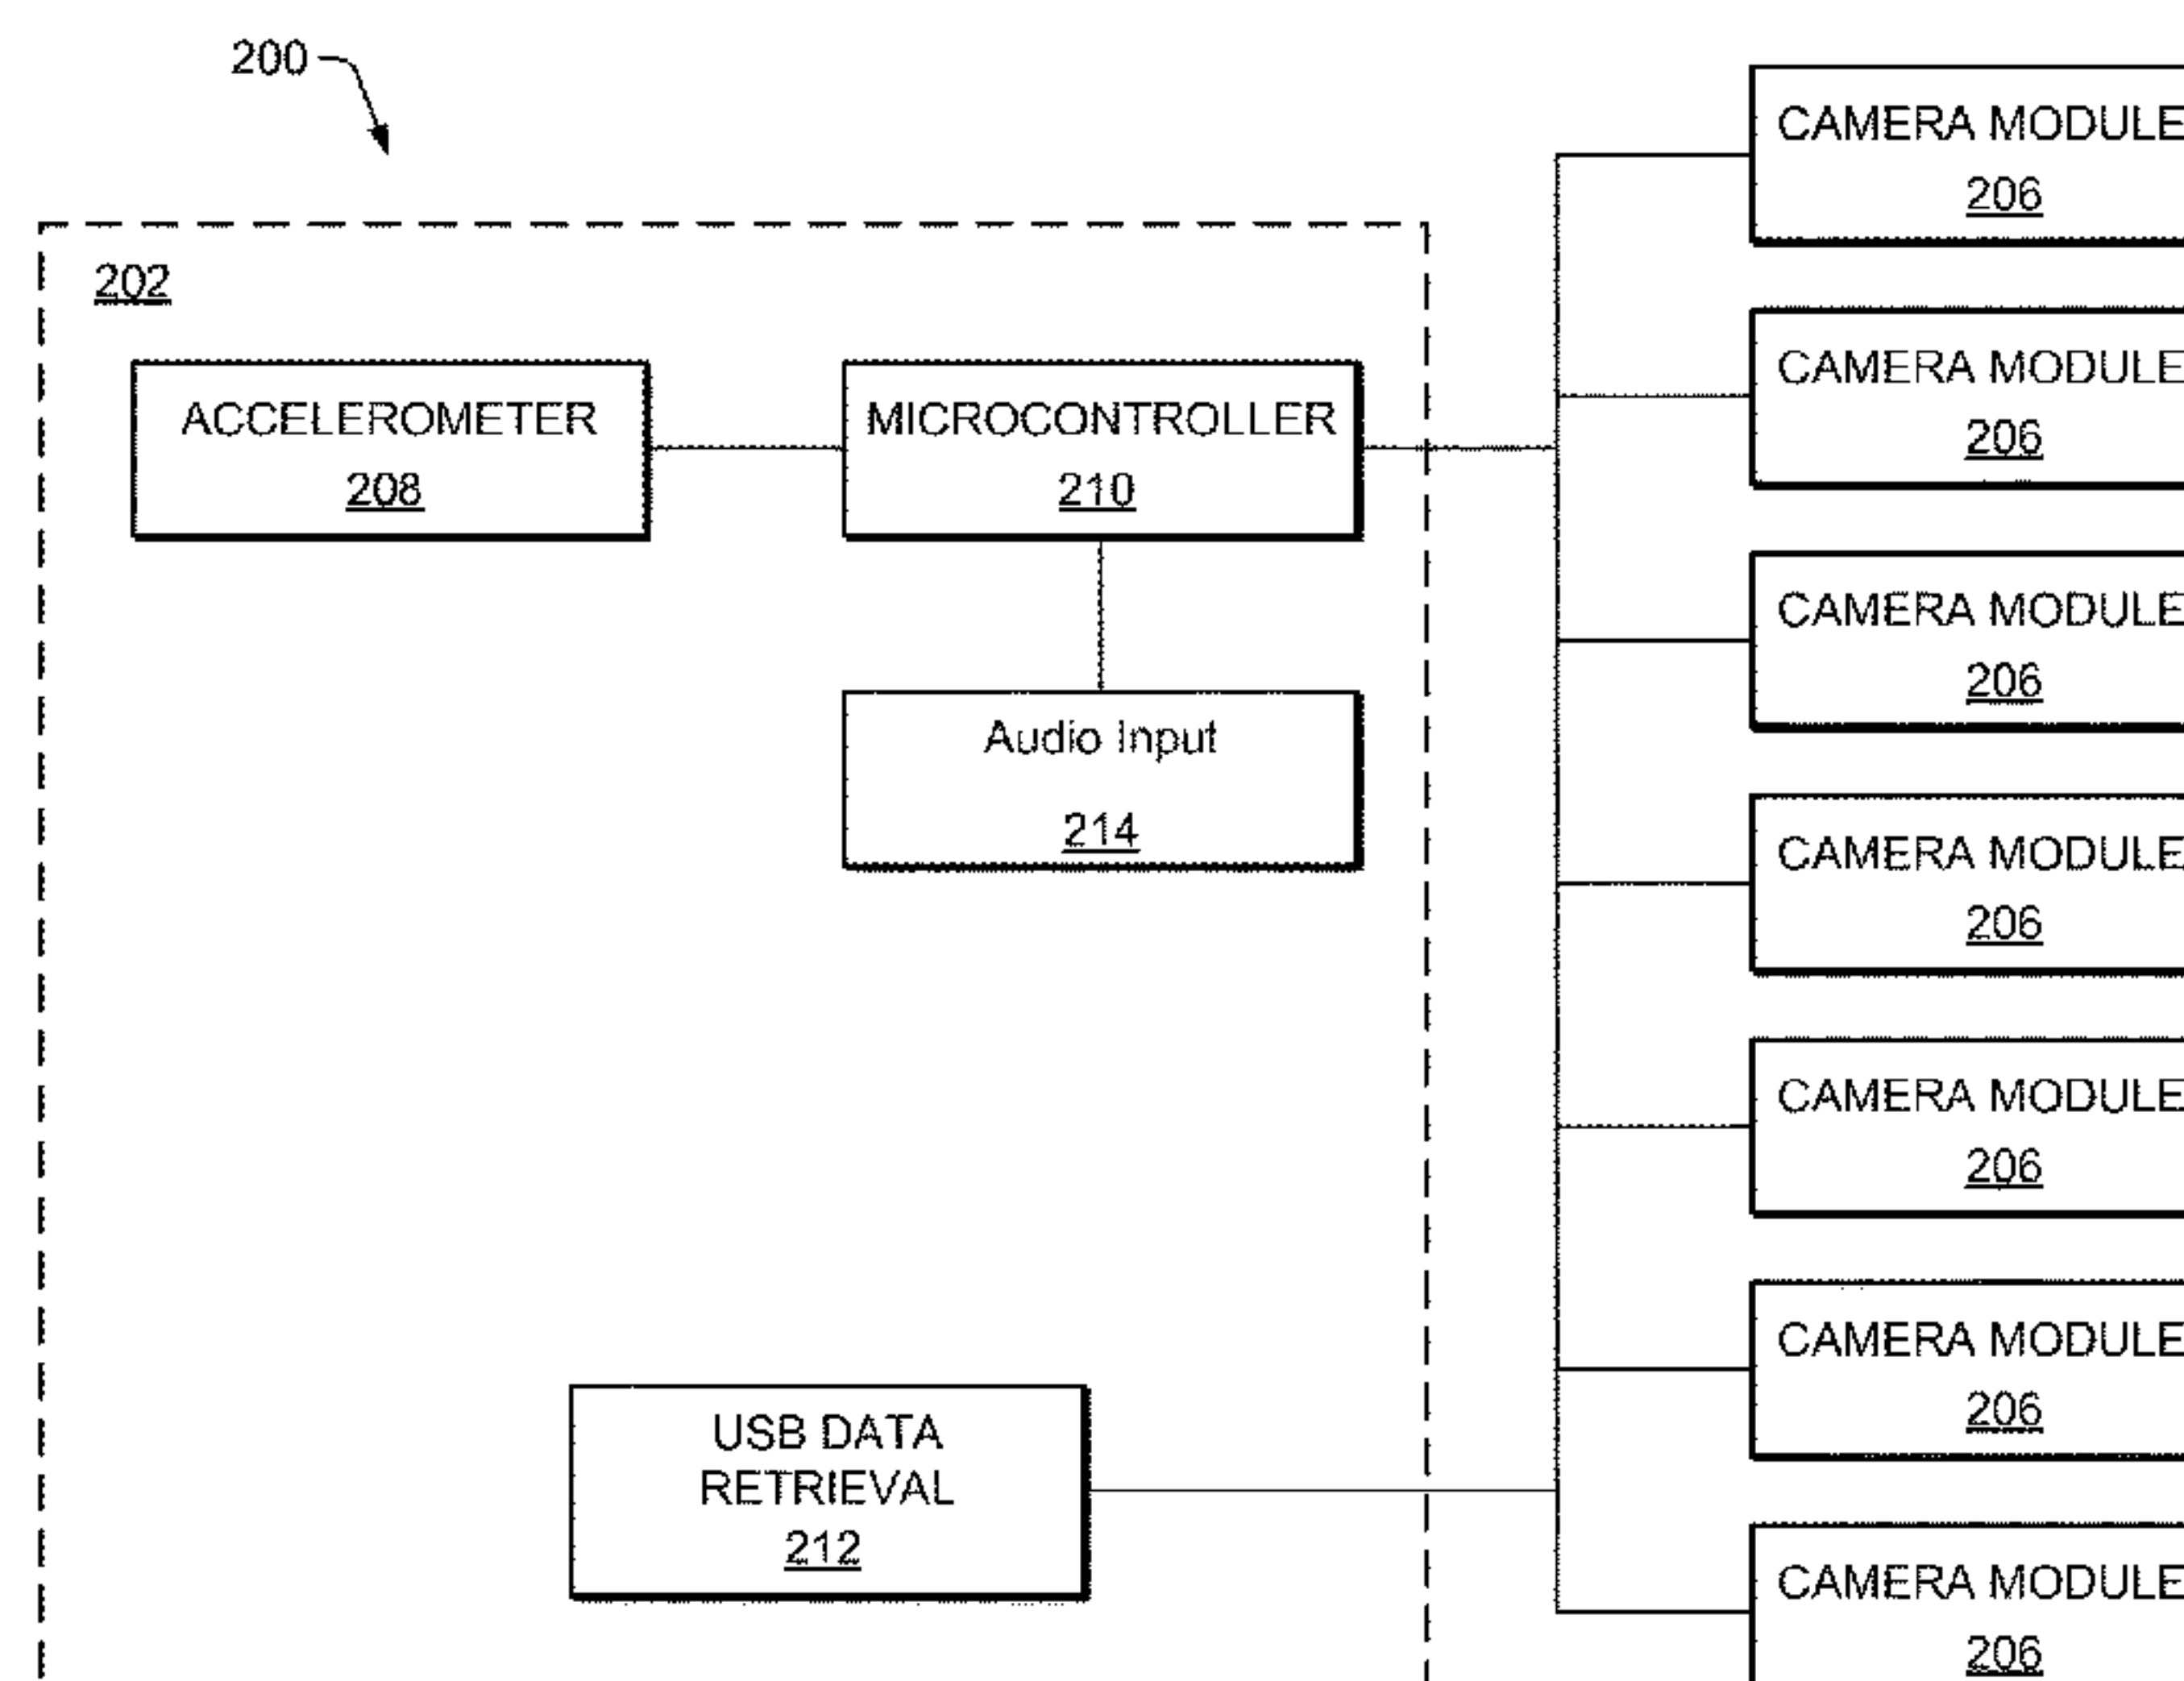 200
202
ACCELEROMETER
208
MICROCONTROLLER
210
Audio Input
214
USB DATA
RETRIEVAL
212
CAMERA MODULE
206
CAMERA MODULE
206
CAMERA MODULE
206
CAMERA MODULE
206
CAMERA MODULE
206
CAMERA MODULE
206
CAMERA MODULE
206